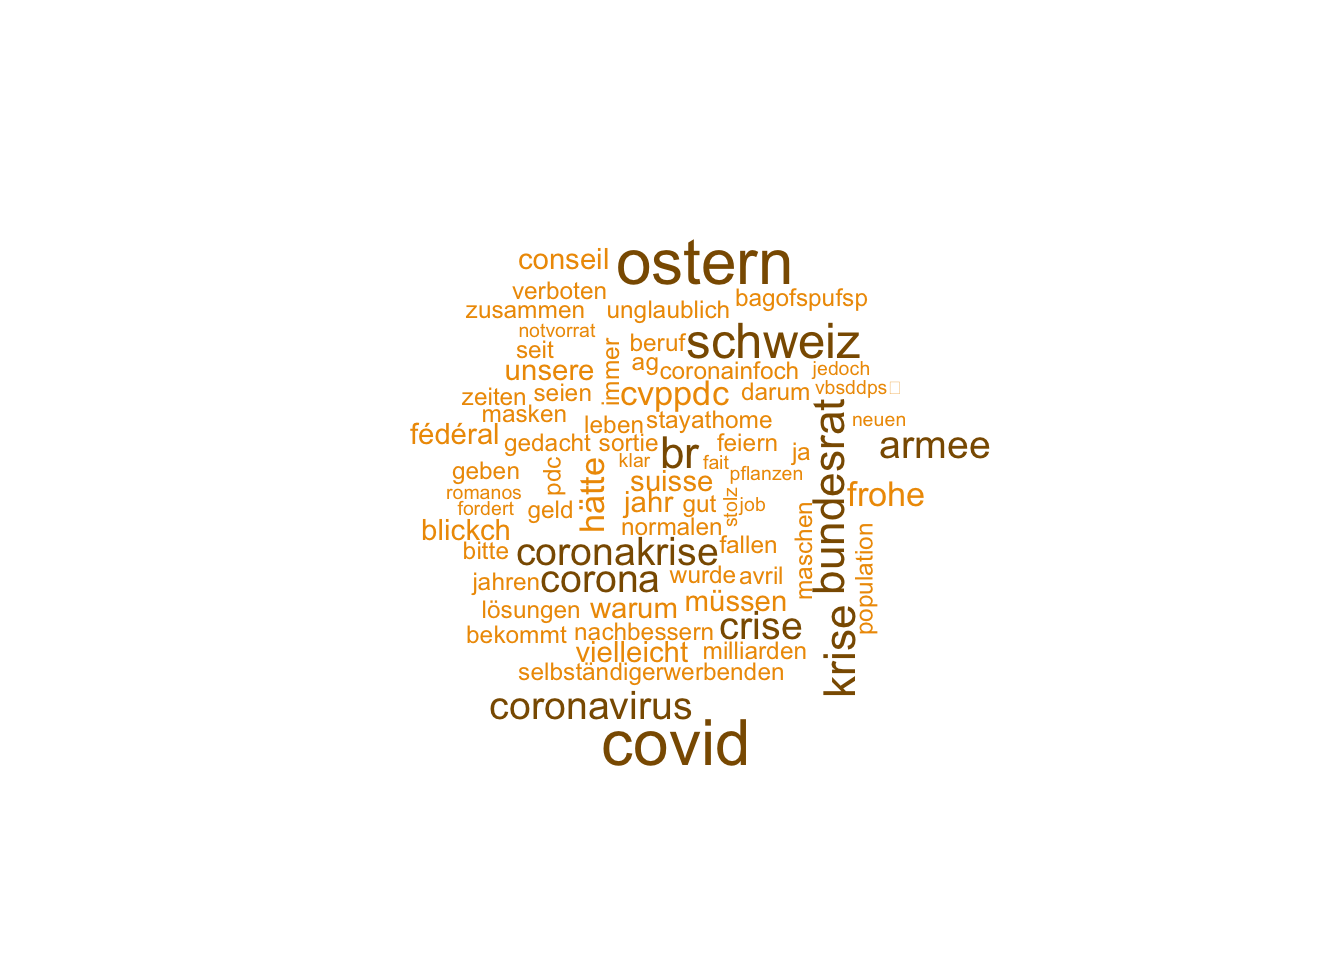 conseil
ostern
verboten
bagofspufsp
zusammen
unglaublich
notvorrat
schweiz
seit
beruf
immer
ag
unsere
coronainfoch
jedoch
zeiten
seien
cvppdc
darum
vbsddps
masken
leben
stayathome
neuen
fédéral
gedacht
sortie
br
feiern
ja
bundesrat
armee
geben
pdc
klar
fait
pflanzen
romanos
hätte
suisse
frohe
fordert
geld
jahr
gut
stolz
job
blickch
normalen
maschen
population
bitte
coronakrise
fallen
jahren
corona
wurde
avril
lösungen
warum
müssen
bekommt
nachbessern
crise
krise
vielleicht
milliarden
selbständigerwerbenden
coronavirus
covid